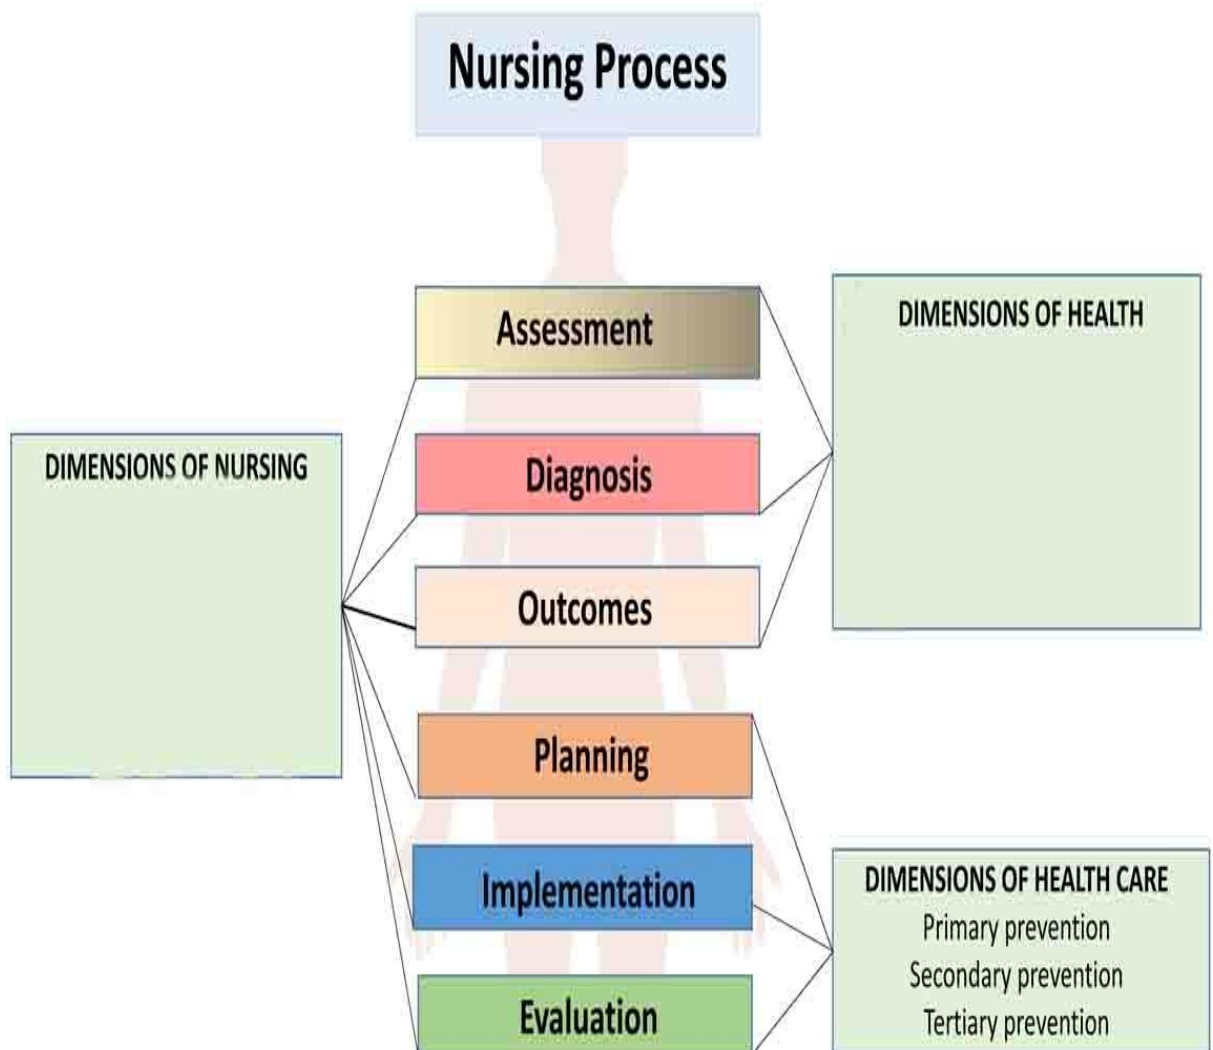 Nursing Process
Assessment
DIMENSIONS OF HEALTH
DIMENSIONS OF NURSING
Diagnosis
Outcomes
Planning
Implementation
DIMENSIONS OF HEALTH CARE
Primary prevention
Secondary prevention
Tertiary prevention
Evaluation